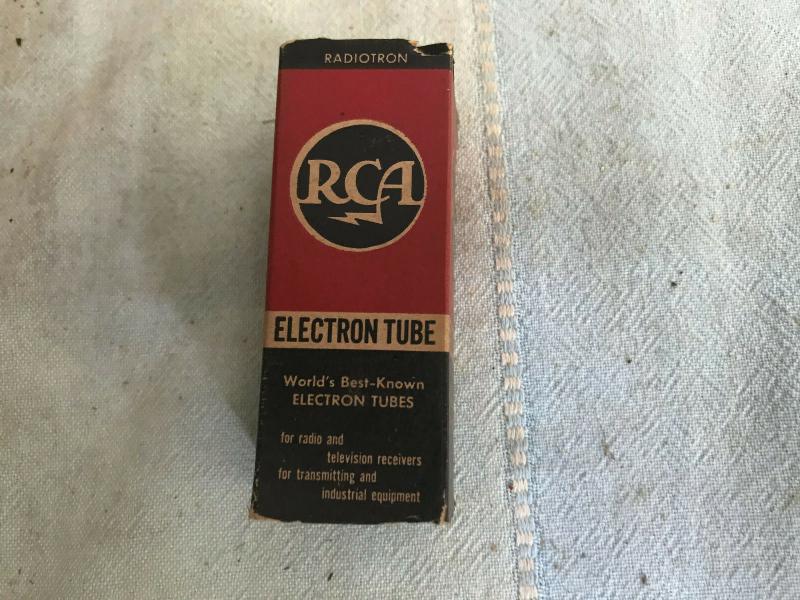 RADIOTRON
RCA
ELECTRON TUBE
World's Best-Known
ELECTRON TUBES
for radio and
television receivers
for transmitting and
industrial equipment